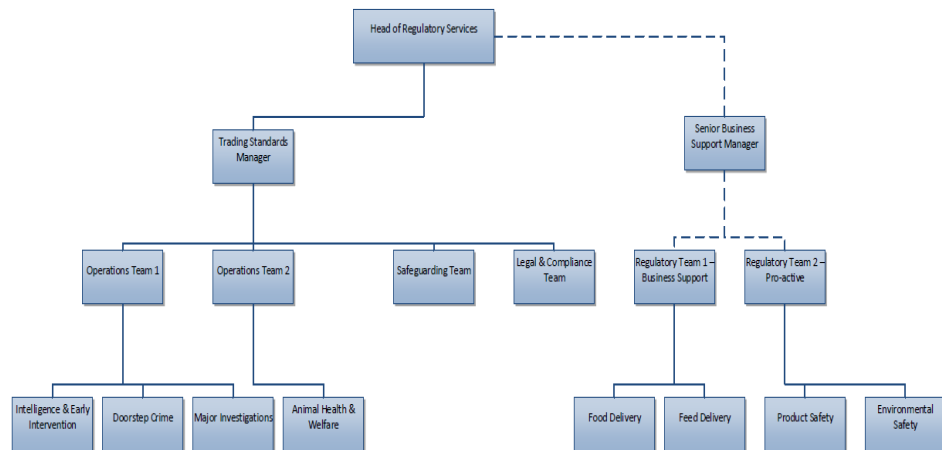 Head of Regulatory Services
Trading Standards
Manager
Senior Business
Support Manager
Operations Team 1
Operations Team 2
Safeguarding Team
Legal & Compliance
Team
Regulatory Team 1 –
Business Support
Regulatory Team 2 –
Pro-active
Intelligence & Early
Intervention
Doorstep Crime
Major Investigations
Animal Health &
Welfare
Food Delivery
Feed Delivery
Product Safety
Environmental
Safety